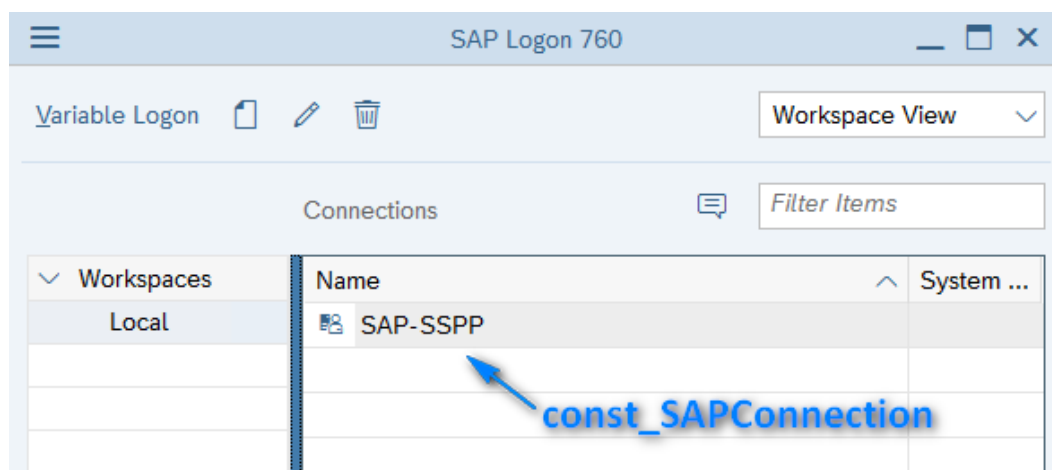 SAP Logon 760
Variable Logon
Workspace View
Connections
Filter Items
Workspaces
Name
System ...
Local
SAP-SSPP
const_SAPConnection